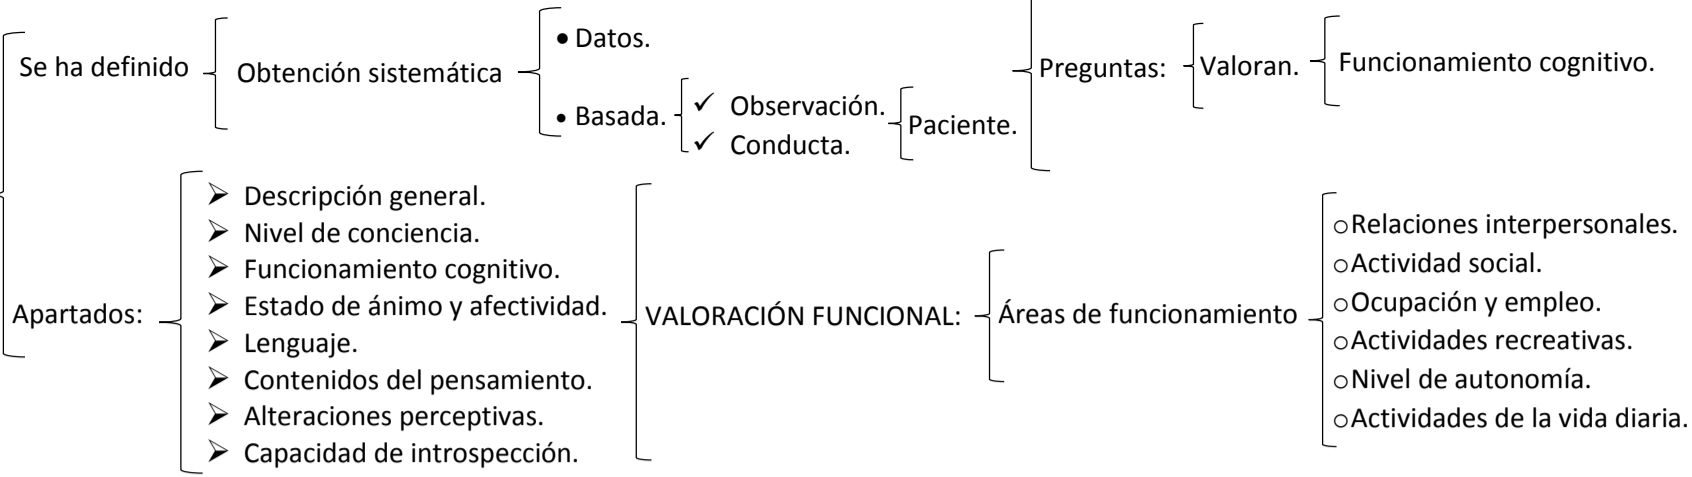 Se ha definido
Obtención sistemática
• Datos.
• Basada.
✓ Observación.
✓ Conducta.
Paciente.
Preguntas:
Valoran.
Funcionamiento cognitivo.
Apartados:
➢ Descripción general.
➢ Nivel de conciencia.
➢ Funcionamiento cognitivo.
➢ Estado de ánimo y afectividad.
➢ Lenguaje.
➢ Contenidos del pensamiento.
➢ Alteraciones perceptivas.
➢ Capacidad de introspección.
VALORACIÓN FUNCIONAL:
Áreas de funcionamiento
o Relaciones interpersonales.
o Actividad social.
o Ocupación y empleo.
o Actividades recreativas.
o Nivel de autonomía.
o Actividades de la vida diaria.